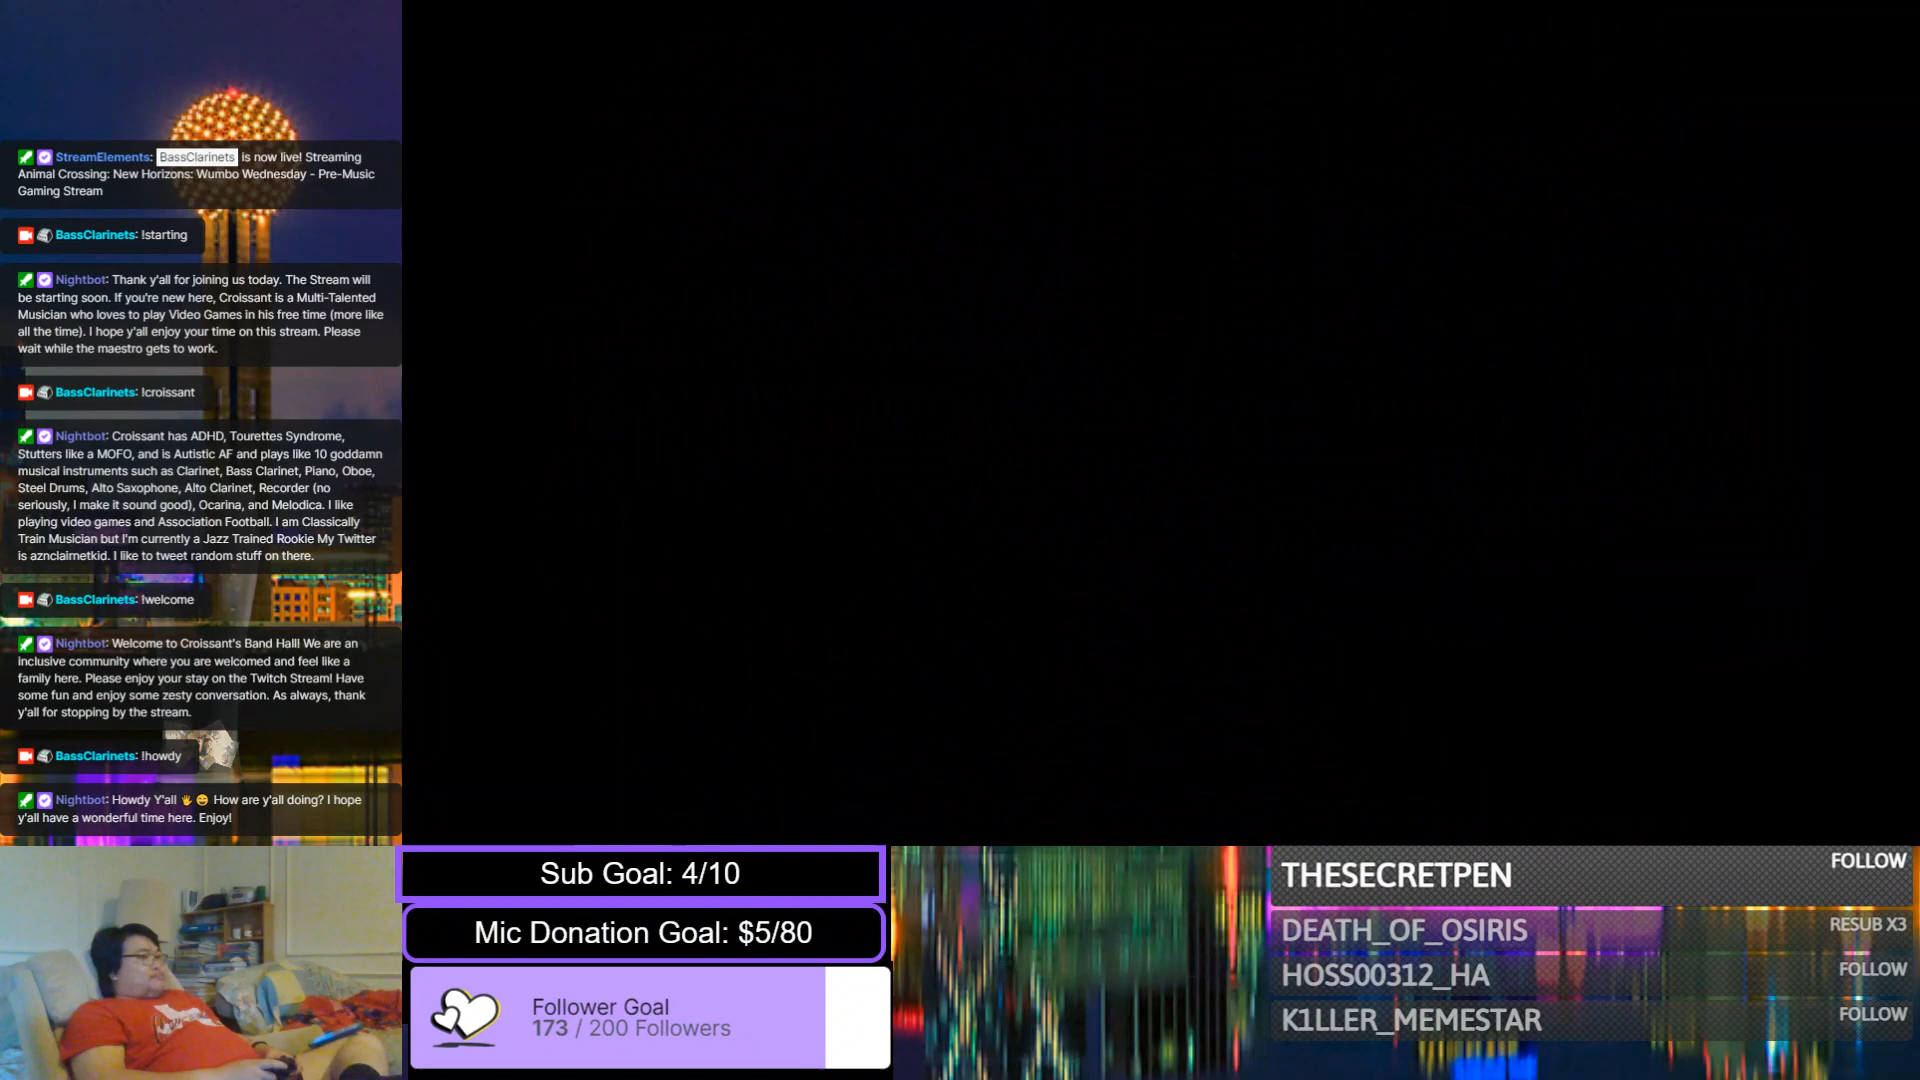 StreamElements: BassClarinets is now live! Streaming
Animal Crossing: New Horizons: Wumbo Wednesday - Pre-Music
Gaming Stream
BassClarinets: !starting
Nightbot: Thank y'all for joining us today. The Stream will
be starting soon. If you're new here, Croissant is a Multi-Talented
Musician who loves to play Video Games in his free time (more like
all the time). I hope y'all enjoy your time on this stream. Please
wait while the maestro gets to work.
BassClarinets: !croissant
Nightbot: Croissant has ADHD, Tourettes Syndrome,
Stutters like a MOFO, and is Autistic AF and plays like 10 goddamn
musical instruments such as Clarinet, Bass Clarinet, Piano, Oboe,
Steel Drums, Alto Saxophone, Alto Clarinet, Recorder (no
seriously, I make it sound good), Ocarina, and Melodica. I like
playing video games and Association Football. I am Classically
Train Musician but I'm currently a Jazz Trained Rookie My Twitter
is aznclairnetkid. I like to tweet random stuff on there.
BassClarinets: !welcome
Nightbot: Welcome to Croissant's Band Hall! We are an
inclusive community where you are welcomed and feel like a
family here. Please enjoy your stay on the Twitch Stream! Have
some fun and enjoy some zesty conversation. As always, thank
y'all for stopping by the stream.
BassClarinets: !howdy
Nightbot: Howdy Y'all 🖐 😄 How are y'all doing? I hope
y'all have a wonderful time here. Enjoy!
Sub Goal: 4/10
Mic Donation Goal: $5/80
Follower Goal
173 / 200 Followers
THESECRETPEN FOLLOW
DEATH_OF_OSIRIS RESUB X3
HOSS00312_HA FOLLOW
K1LLER_MEMESTAR FOLLOW